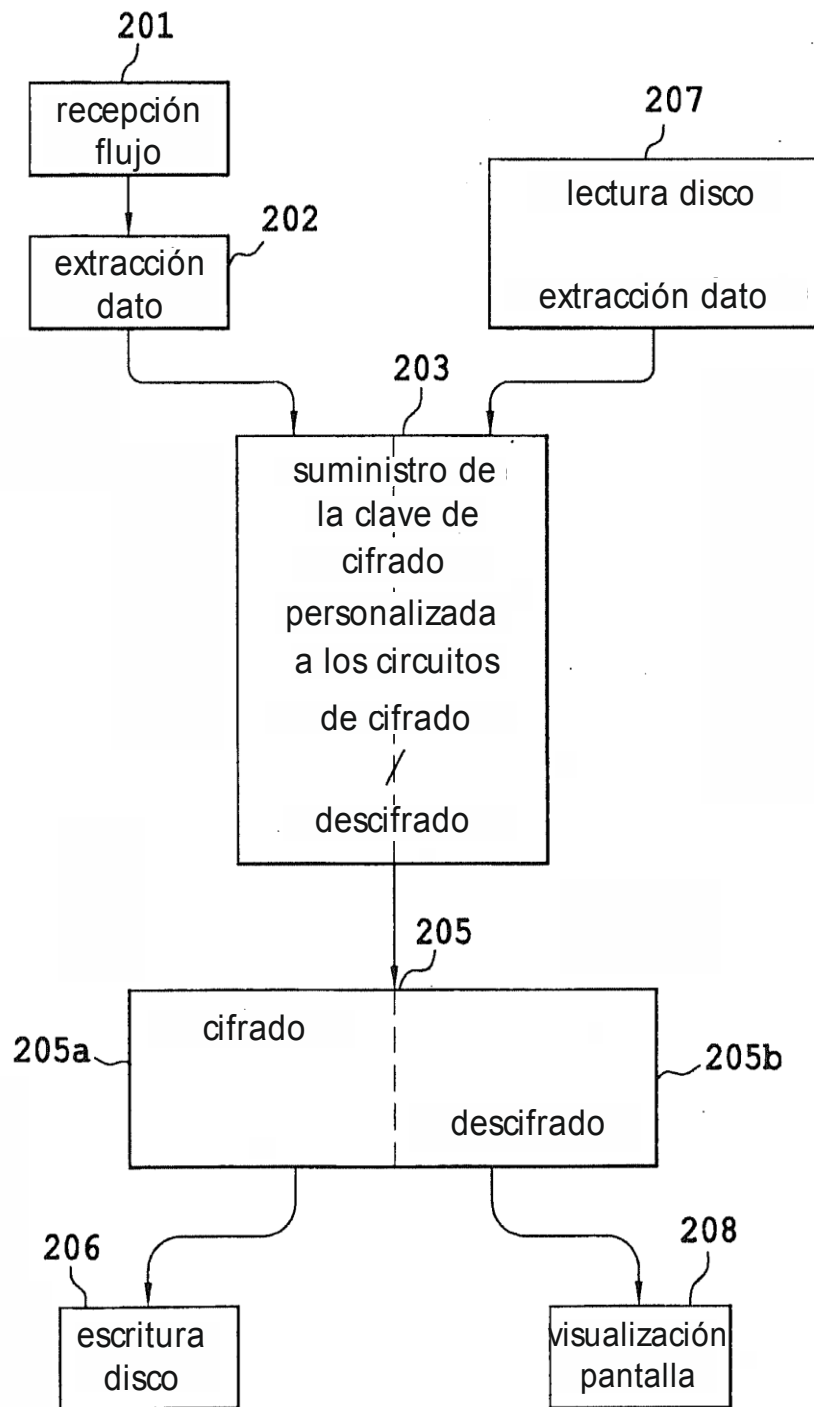 201
recepción
flujo
207
lectura disco
extracción dato
202
extracción
dato
203
suministro de
la clave de
cifrado
personalizada
a los circuitos
de cifrado
/
descifrado
205
205a
cifrado
205b
descifrado
206
escritura
disco
208
visualización
pantalla